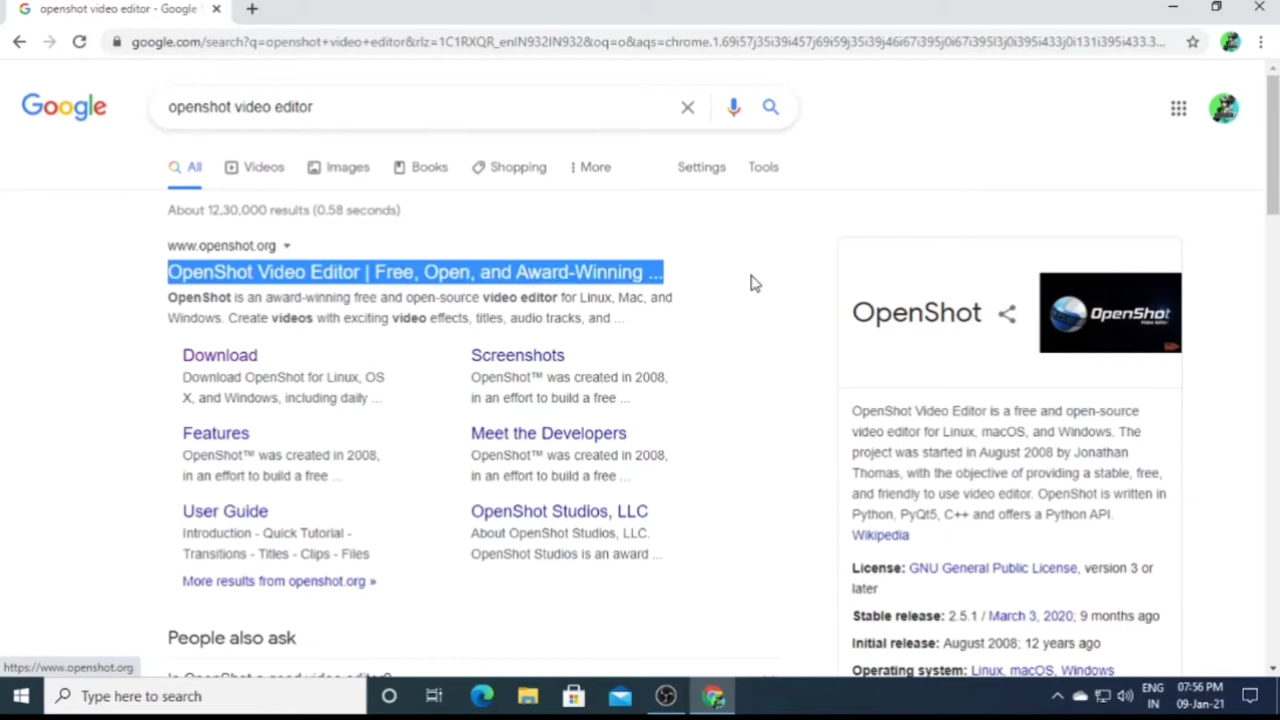 openshot video editor - Google
google.com/search?q=openshot+video+editor&rlz=1C1RXQR_enIN932IN932&oq=o&aqs=chrome.1.69i57j35i39i457j69i59j35i39j46i67i395j0i67i395l3j0i395i433j0i131i395i433.3...
Google
openshot video editor
All Videos Images Books Shopping More Settings Tools
About 12,30,000 results (0.58 seconds)
www.openshot.org
OpenShot Video Editor | Free, Open, and Award-Winning ...
OpenShot is an award-winning free and open-source video editor for Linux, Mac, and
Windows. Create videos with exciting video effects, titles, audio tracks, and ...
Download
Download OpenShot for Linux, OS
X, and Windows, including daily ...
Screenshots
OpenShot™ was created in 2008,
in an effort to build a free ...
Features
OpenShot™ was created in 2008,
in an effort to build a free ...
Meet the Developers
OpenShot™ was created in 2008,
in an effort to build a free ...
User Guide
Introduction - Quick Tutorial -
Transitions - Titles - Clips - Files
OpenShot Studios, LLC
About OpenShot Studios, LLC.
OpenShot Studios is an award ...
More results from openshot.org »
People also ask
Is OpenShot a good video editor?
OpenShot
OpenShot
OpenShot Video Editor is a free and open-source
video editor for Linux, macOS, and Windows. The
project was started in August 2008 by Jonathan
Thomas, with the objective of providing a stable, free,
and friendly to use video editor. OpenShot is written in
Python, PyQt5, C++ and offers a Python API.
Wikipedia
License: GNU General Public License, version 3 or
later
Stable release: 2.5.1 / March 3, 2020; 9 months ago
Initial release: August 2008; 12 years ago
Operating system: Linux, macOS, Windows
https://www.openshot.org
Type here to search
ENG
IN
07:56 PM
09-Jan-21